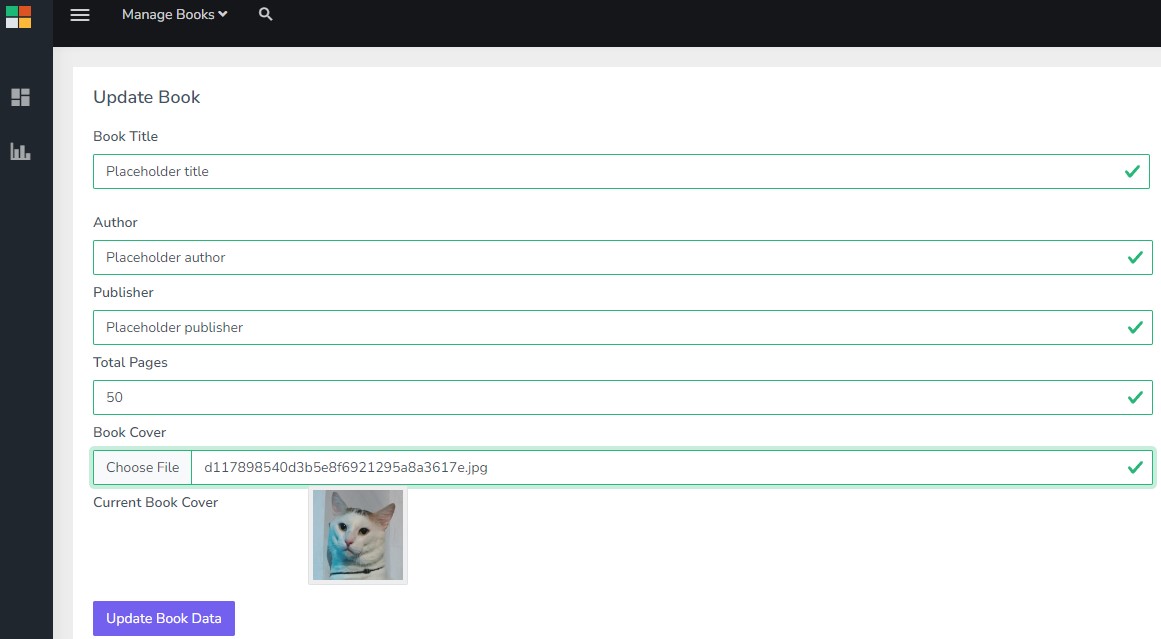 Manage Books
Update Book
Book Title
Placeholder title
Author
Placeholder author
Publisher
Placeholder publisher
Total Pages
50
Book Cover
Choose File d117898540d3b5e8f6921295a8a3617e.jpg
Current Book Cover
Update Book Data